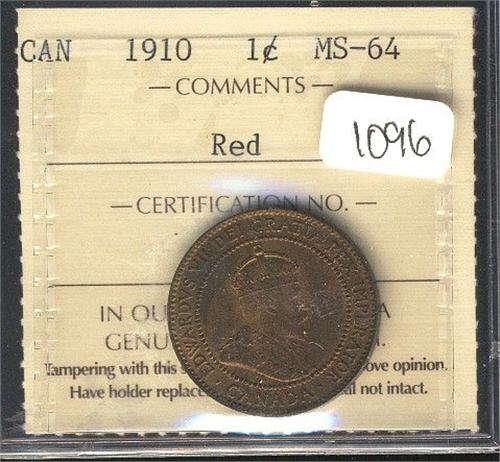 CAN 1910 1¢ MS-64
— COMMENTS —
Red
1096
— CERTIFICATION NO. —
EDWARDVS VII DEI GRATIA REX IMPERATOR
CANADA
IN OU A
GENU .
Tampering with this s ove opinion.
Have holder replace al not intact.